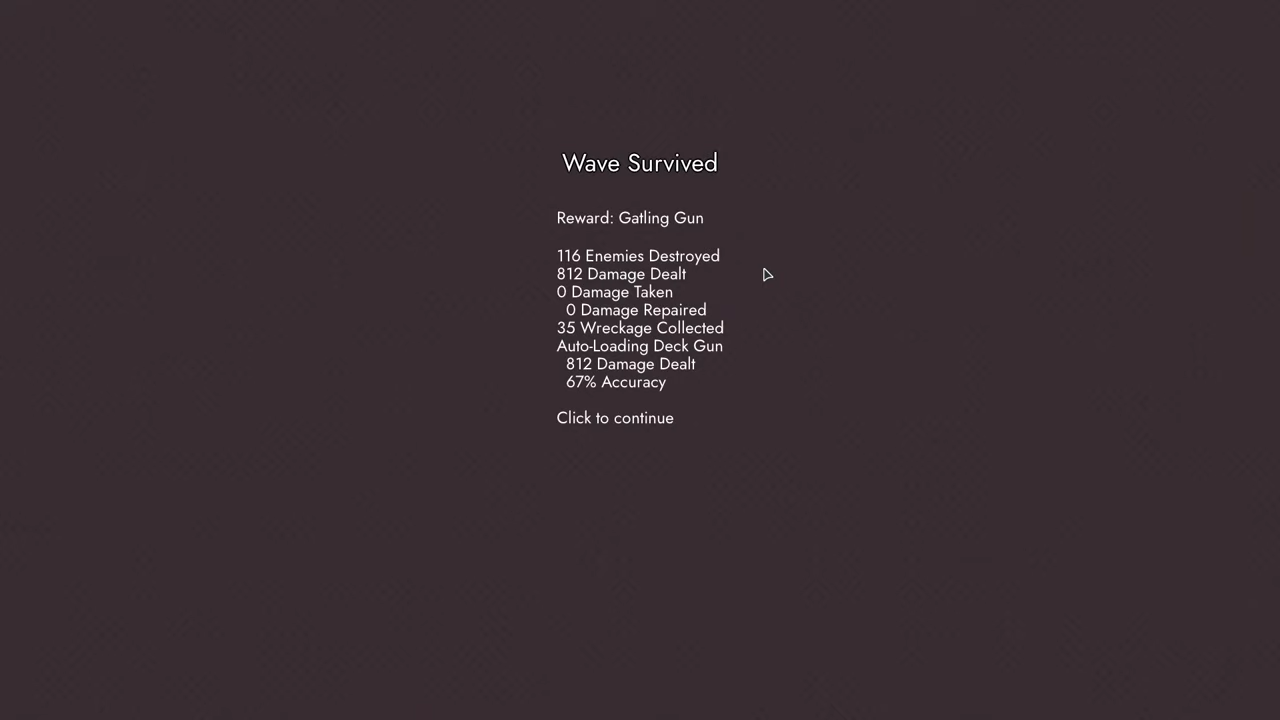 Wave Survived
Reward: Gatling Gun
116 Enemies Destroyed
812 Damage Dealt
0 Damage Taken
0 Damage Repaired
35 Wreckage Collected
Auto-Loading Deck Gun
812 Damage Dealt
67% Accuracy
Click to continue